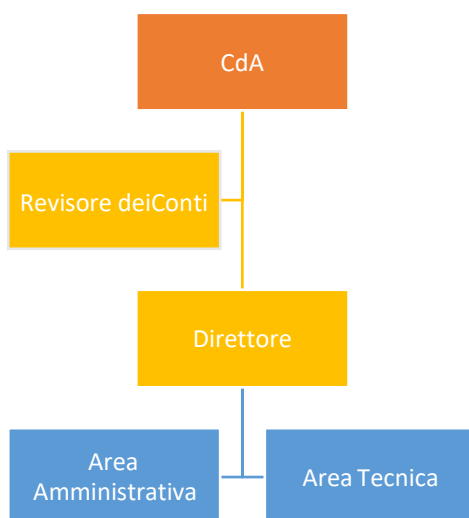 CdA
Revisore deiConti
Direttore
Area
Amministrativa
Area Tecnica